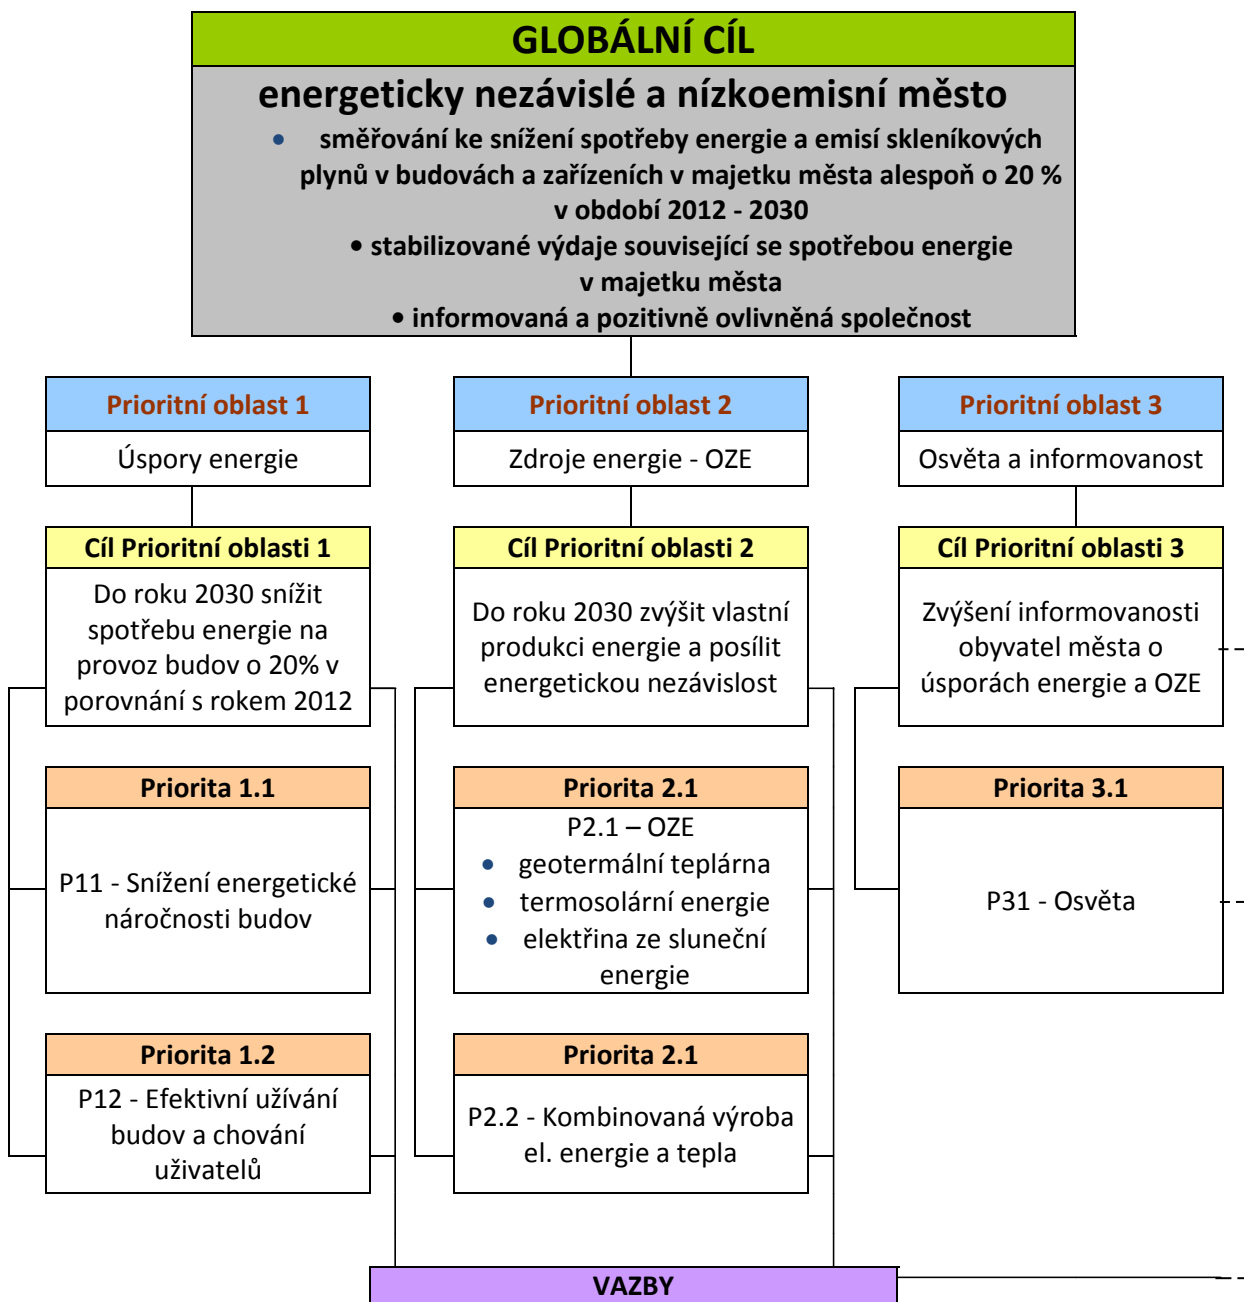 GLOBÁLNÍ CÍL
energeticky nezávislé a nízkoemisní město
• směřování ke snížení spotřeby energie a emisí skleníkových
plynů v budovách a zařízeních v majetku města alespoň o 20 %
v období 2012 - 2030
• stabilizované výdaje související se spotřebou energie
v majetku města
• informovaná a pozitivně ovlivněná společnost
Prioritní oblast 1
Úspory energie
Prioritní oblast 2
Zdroje energie - OZE
Prioritní oblast 3
Osvěta a informovanost
Cíl Prioritní oblasti 1
Do roku 2030 snížit
spotřebu energie na
provoz budov o 20% v
porovnání s rokem 2012
Cíl Prioritní oblasti 2
Do roku 2030 zvýšit vlastní
produkci energie a posílit
energetickou nezávislost
Cíl Prioritní oblasti 3
Zvýšení informovanosti
obyvatel města o
úsporách energie a OZE
Priorita 1.1
P11 - Snížení energetické
náročnosti budov
Priorita 2.1
P2.1 – OZE
• geotermální teplárna
• termosolární energie
• elektřina ze sluneční
energie
Priorita 3.1
P31 - Osvěta
Priorita 1.2
P12 - Efektivní užívání
budov a chování
uživatelů
Priorita 2.1
P2.2 - Kombinovaná výroba
el. energie a tepla
VAZBY